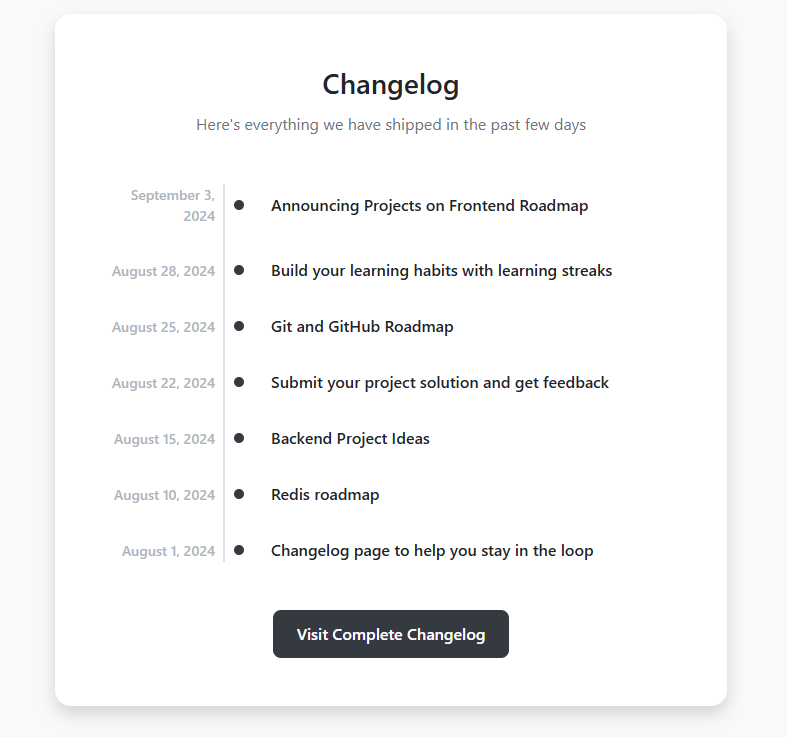 Changelog
Here's everything we have shipped in the past few days
September 3,
2024
Announcing Projects on Frontend Roadmap
August 28, 2024
Build your learning habits with learning streaks
August 25, 2024
Git and GitHub Roadmap
August 22, 2024
Submit your project solution and get feedback
August 15, 2024
Backend Project Ideas
August 10, 2024
Redis roadmap
August 1, 2024
Changelog page to help you stay in the loop
Visit Complete Changelog